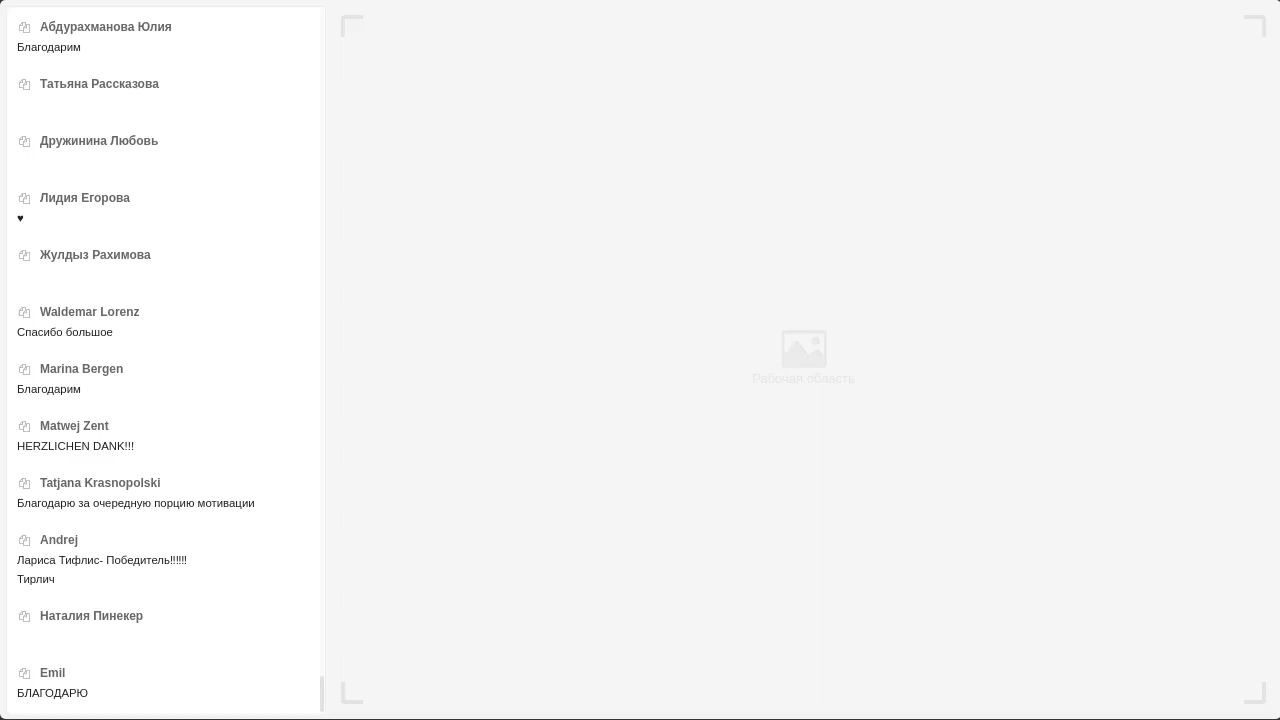 Абдурахманова Юлия
Благодарим
Татьяна Рассказова
Дружинина Любовь
Лидия Егорова
♥
Жулдыз Рахимова
Waldemar Lorenz
Спасибо большое
Marina Bergen
Благодарим
Matwej Zent
HERZLICHEN DANK!!!
Tatjana Krasnopolski
Благодарю за очередную порцию мотивации
Andrej
Лариса Тифлис- Победитель!!!!!!
Тирлич
Наталия Пинекер
Emil
БЛАГОДАРЮ
Рабочая область